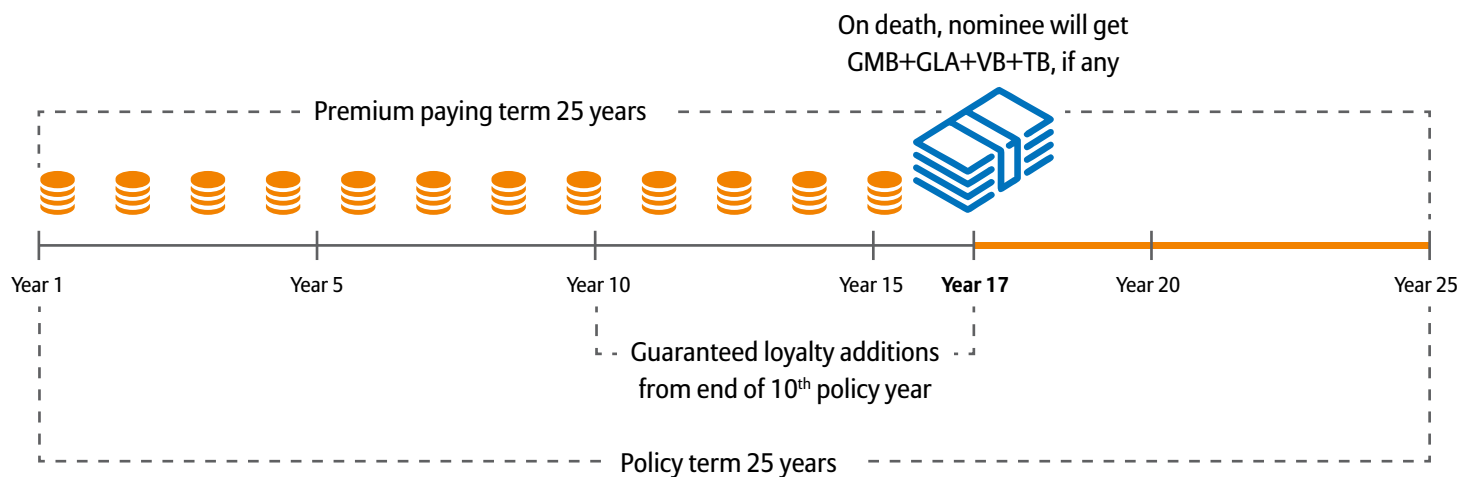 On death, nominee will get
GMB+GLA+VB+TB, if any
Premium paying term 25 years
Year 1
Year 5
Year 10
Year 15
Year 17
Year 20
Year 25
Guaranteed loyalty additions
from end of 10th policy year
Policy term 25 years